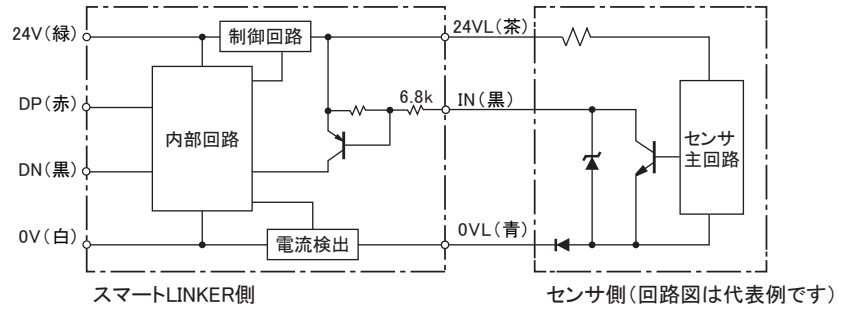 24V(緑)
制御回路
24VL(茶)
DP(赤)
6.8k
IN(黒)
内部回路
センサ
主回路
DN(黒)
0V(白)
電流検出
0VL(青)
スマートLINKER側
センサ側(回路図は代表例です)